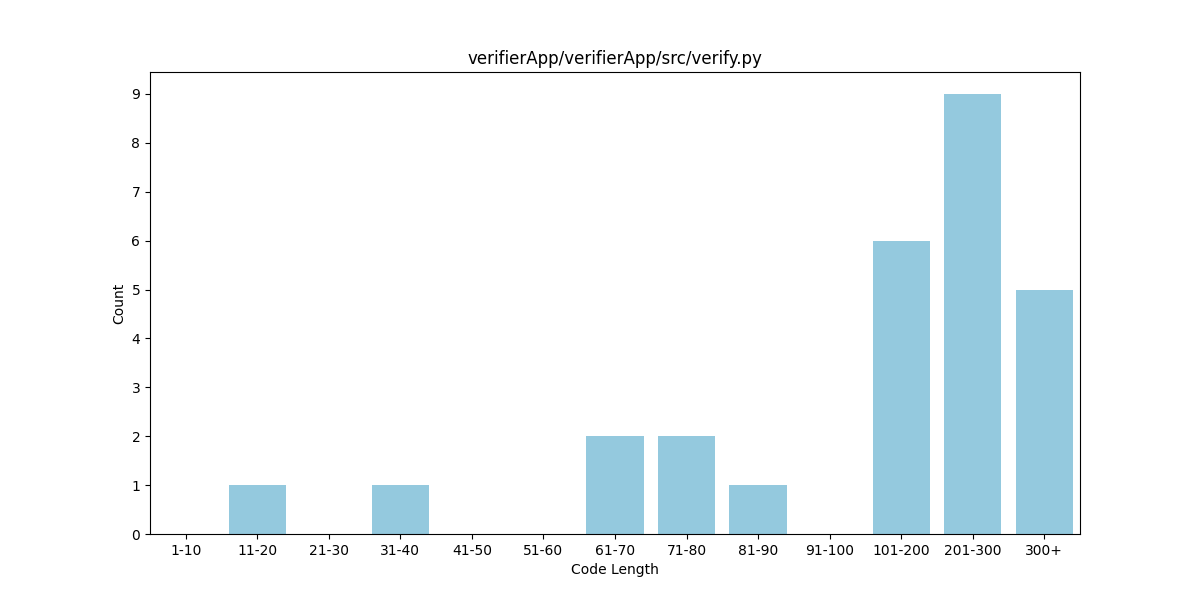 verifierApp/verifierApp/src/verify.py
9
8
7
6
5
4
3
2
1
0
Count
1-10 11-20 21-30 31-40 41-50 51-60 61-70 71-80 81-90 91-100 101-200 201-300 300+
Code Length